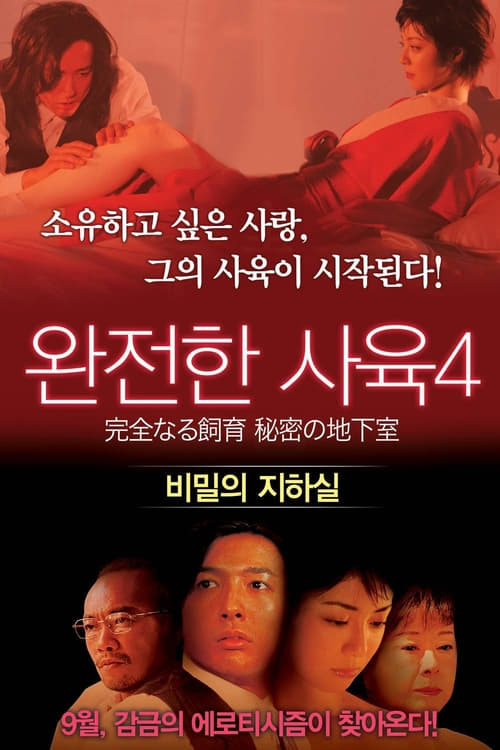 소유하고 싶은 사랑,
그의 사육이 시작된다!
완전한 사육4
完全なる飼育 秘密の地下室
비밀의 지하실
9월, 감금의 에로티시즘이 찾아온다!